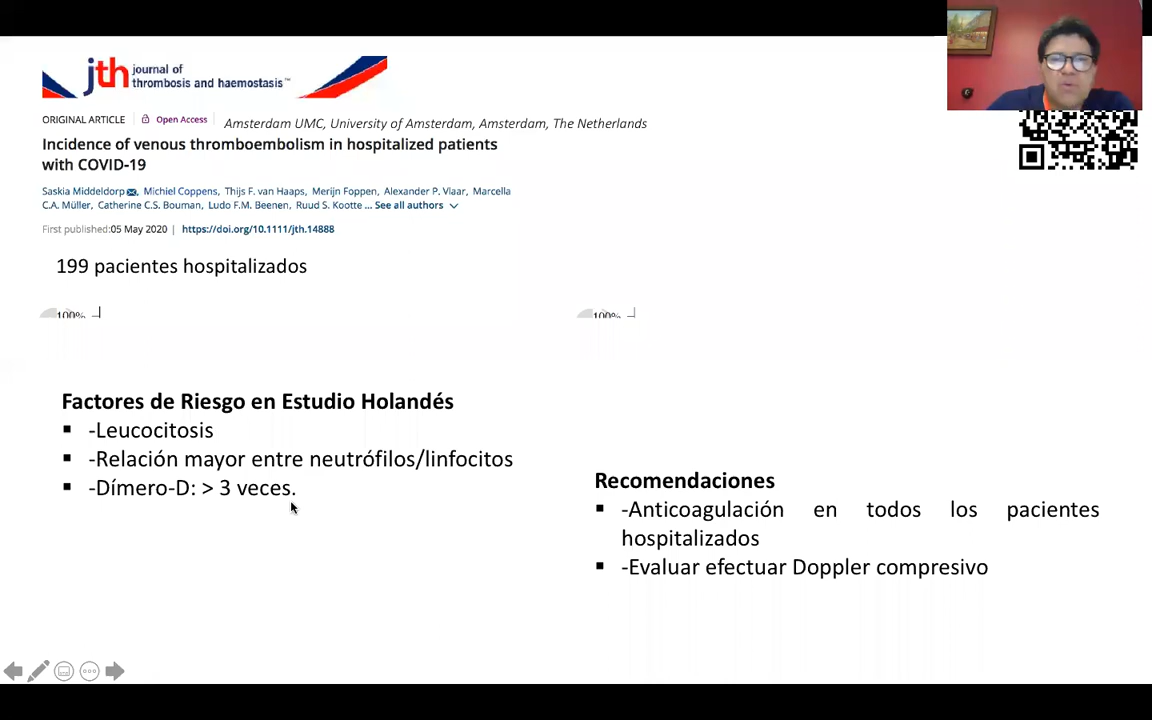 jth journal of
thrombosis and haemostasis™
ORIGINAL ARTICLE Open Access Amsterdam UMC, University of Amsterdam, Amsterdam, The Netherlands
Incidence of venous thromboembolism in hospitalized patients
with COVID-19
Saskia Middeldorp, Michiel Coppens, Thijs F. van Haaps, Merijn Foppen, Alexander P. Vlaar, Marcella
C.A. Müller, Catherine C.S. Bouman, Ludo F.M. Beenen, Ruud S. Kootte ... See all authors
First published:05 May 2020 | https://doi.org/10.1111/jth.14888
199 pacientes hospitalizados
100% 100%
Factores de Riesgo en Estudio Holandés
-Leucocitosis
-Relación mayor entre neutrófilos/linfocitos
-Dímero-D: > 3 veces.
Recomendaciones
-Anticoagulación en todos los pacientes
hospitalizados
-Evaluar efectuar Doppler compresivo